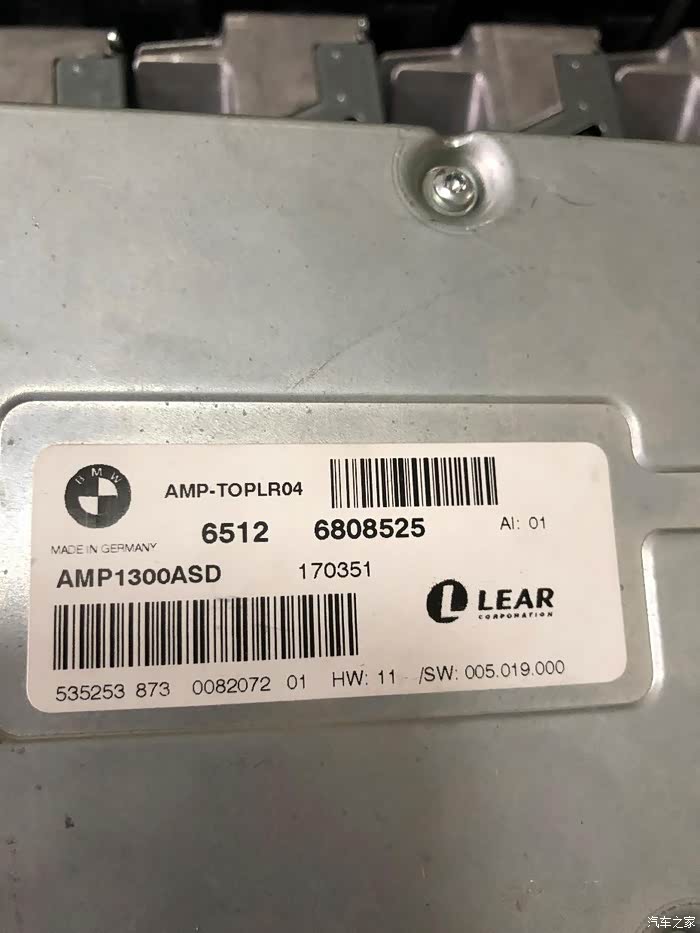 BMW
AMP-TOPLR04
6512 6808525
AI: 01
MADE IN GERMANY
AMP1300ASD 170351
LEAR
CORPORATION
535253 873 0082072 01 HW: 11 /SW: 005.019.000
汽车之家